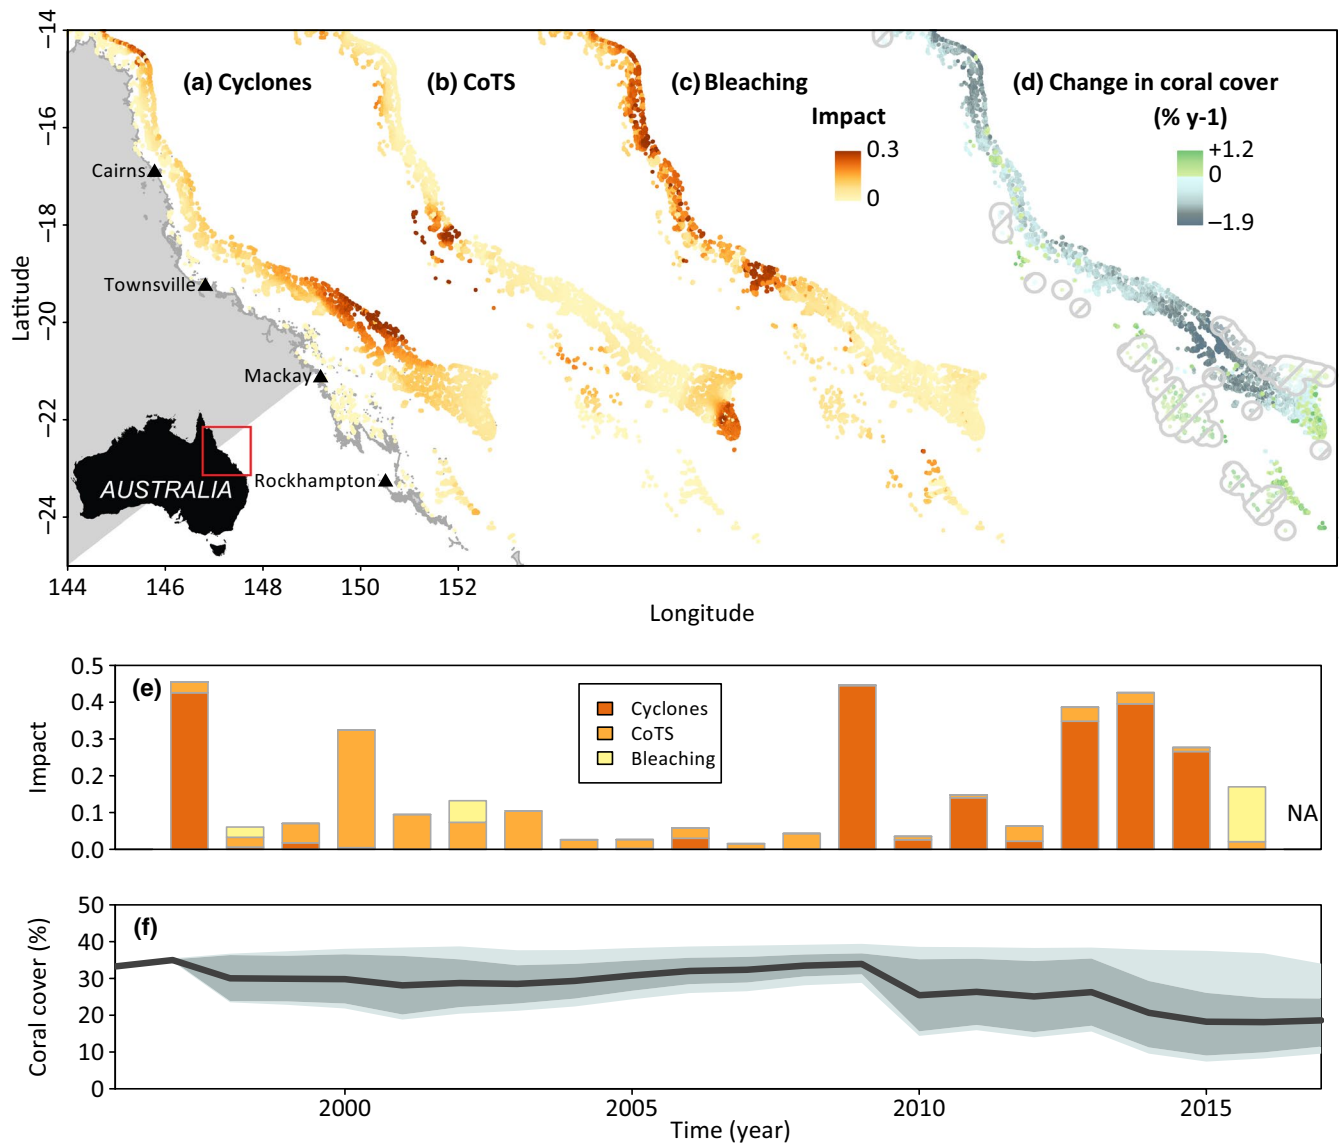 (a) Cyclones
(b) CoTS
(c) Bleaching
(d) Change in coral cover
(% y-1)
Impact
0.3
0
+1.2
0
−1.9
Latitude
−14
−16
−18
−20
−22
−24
Cairns
Townsville
Mackay
Rockhampton
AUSTRALIA
144
146
148
150
152
Longitude
(e)
Impact
0.5
0.4
0.3
0.2
0.1
0.0
Cyclones
CoTS
Bleaching
NA
(f)
Coral cover (%)
50
40
30
20
10
0
2000
2005
2010
2015
Time (year)